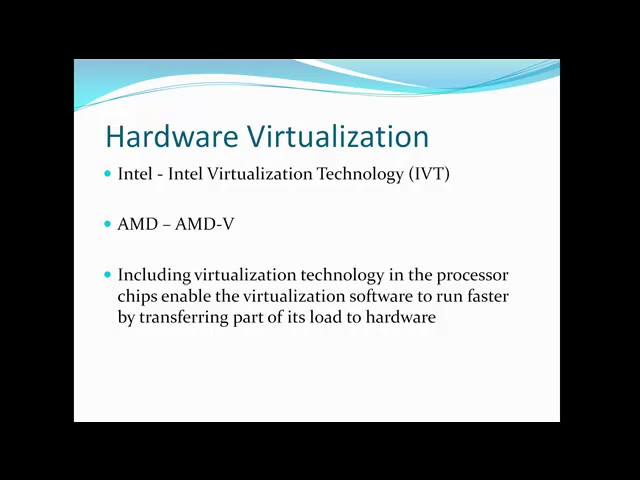 Hardware Virtualization
• Intel - Intel Virtualization Technology (IVT)
• AMD – AMD-V
• Including virtualization technology in the processor
chips enable the virtualization software to run faster
by transferring part of its load to hardware